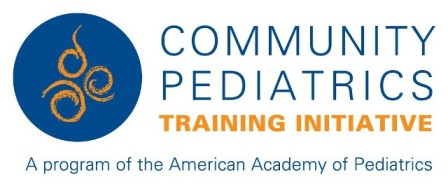 COMMUNITY
PEDIATRICS
TRAINING INITIATIVE
A program of the American Academy of Pediatrics